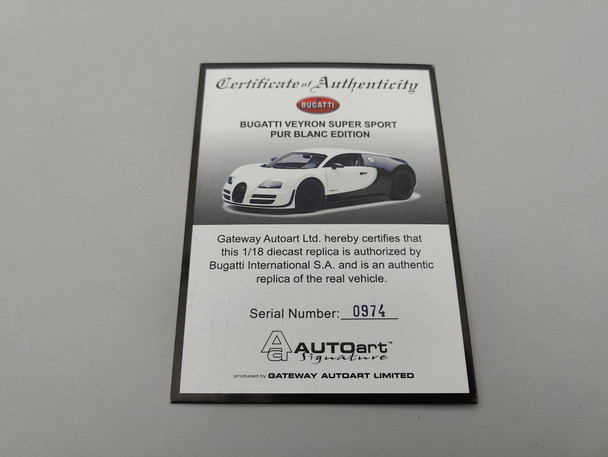 Certificate of Authenticity
BUGATTI
BUGATTI VEYRON SUPER SPORT
PUR BLANC EDITION
Gateway Autoart Ltd. hereby certifies that
this 1/18 diecast replica is authorized by
Bugatti International S.A. and is an authentic
replica of the real vehicle.
Serial Number: 0974
Aa AUTOart™
Signature
produced by GATEWAY AUTOART LIMITED